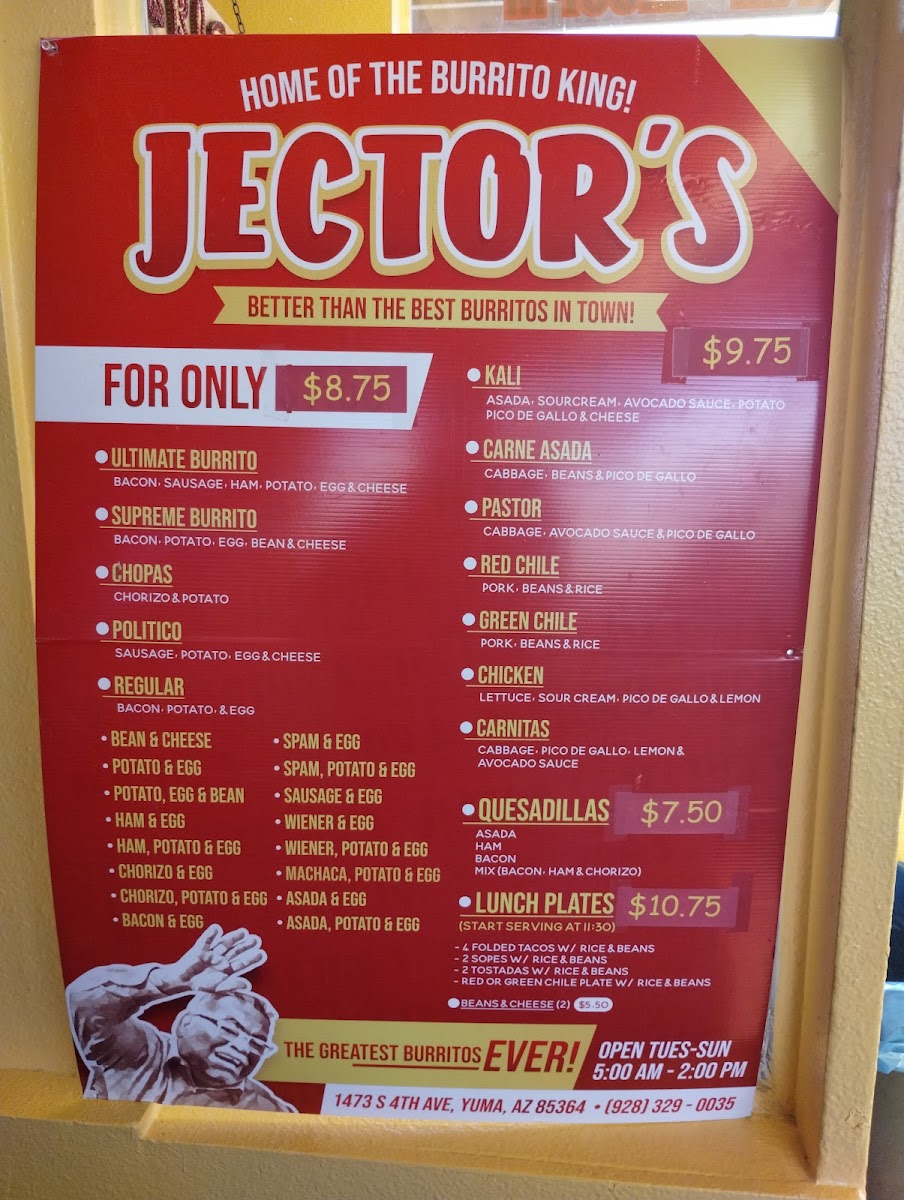 HOME OF THE BURRITO KING!
JECTOR'S
BETTER THAN THE BEST BURRITOS IN TOWN!
FOR ONLY $8.75
ULTIMATE BURRITO
BACON, SAUSAGE, HAM, POTATO, EGG & CHEESE
SUPREME BURRITO
BACON, POTATO, EGG, BEAN & CHEESE
CHOPAS
CHORIZO & POTATO
POLITICO
SAUSAGE, POTATO, EGG & CHEESE
REGULAR
BACON, POTATO, & EGG
• BEAN & CHEESE
• POTATO & EGG
• POTATO, EGG & BEAN
• HAM & EGG
• HAM, POTATO & EGG
• CHORIZO & EGG
• CHORIZO, POTATO & EGG
• BACON & EGG
• SPAM & EGG
• SPAM, POTATO & EGG
• SAUSAGE & EGG
• WIENER & EGG
• WIENER, POTATO & EGG
• MACHACA, POTATO & EGG
• ASADA & EGG
• ASADA, POTATO & EGG
$9.75
KALI
ASADA, SOURCREAM, AVOCADO SAUCE, POTATO
PICO DE GALLO & CHEESE
CARNE ASADA
CABBAGE, BEANS & PICO DE GALLO
PASTOR
CABBAGE, AVOCADO SAUCE & PICO DE GALLO
RED CHILE
PORK, BEANS & RICE
GREEN CHILE
PORK, BEANS & RICE
CHICKEN
LETTUCE, SOUR CREAM, PICO DE GALLO & LEMON
CARNITAS
CABBAGE, PICO DE GALLO, LEMON &
AVOCADO SAUCE
QUESADILLAS $7.50
ASADA
HAM
BACON
MIX (BACON, HAM & CHORIZO)
LUNCH PLATES $10.75
(START SERVING AT 11:30)
- 4 FOLDED TACOS W/ RICE & BEANS
- 2 SOPES W/ RICE & BEANS
- 2 TOSTADAS W/ RICE & BEANS
- RED OR GREEN CHILE PLATE W/ RICE & BEANS
BEANS & CHEESE (2) $5.50
THE GREATEST BURRITOS EVER!
OPEN TUES-SUN
5:00 AM - 2:00 PM
1473 S 4TH AVE, YUMA, AZ 85364 • (928) 329 - 0035